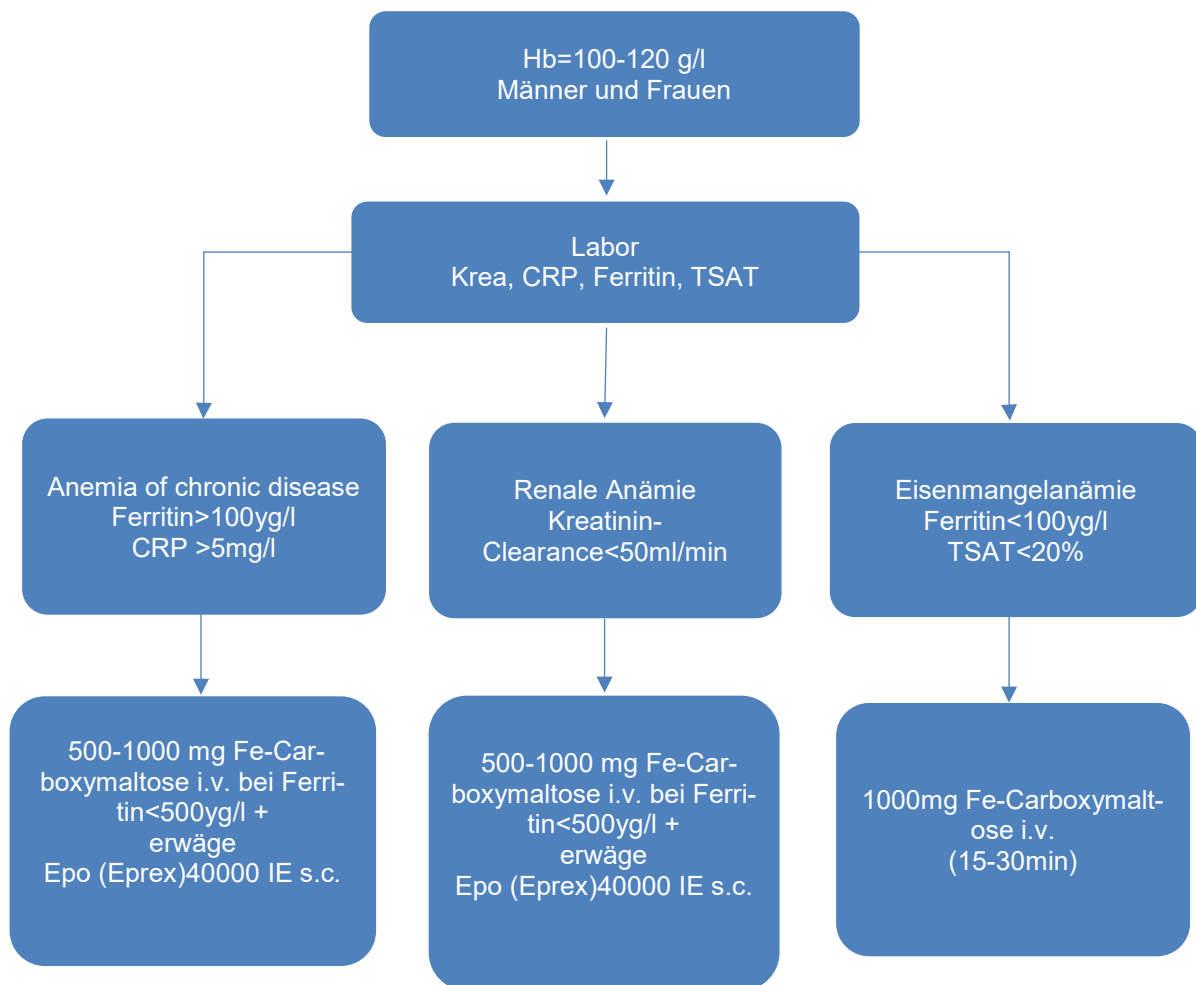 Hb=100-120 g/l
Männer und Frauen
Labor
Krea, CRP, Ferritin, TSAT
Anemia of chronic disease
Ferritin>100yg/l
CRP >5mg/l
Renale Anämie
Kreatinin-
Clearance<50ml/min
Eisenmangelanämie
Ferritin<100yg/l
TSAT<20%
500-1000 mg Fe-Car-
boxymaltose i.v. bei Ferri-
tin<500yg/l +
erwäge
Epo (Eprex)40000 IE s.c.
500-1000 mg Fe-Car-
boxymaltose i.v. bei Ferri-
tin<500yg/l +
erwäge
Epo (Eprex)40000 IE s.c.
1000mg Fe-Carboxymalt-
ose i.v.
(15-30min)